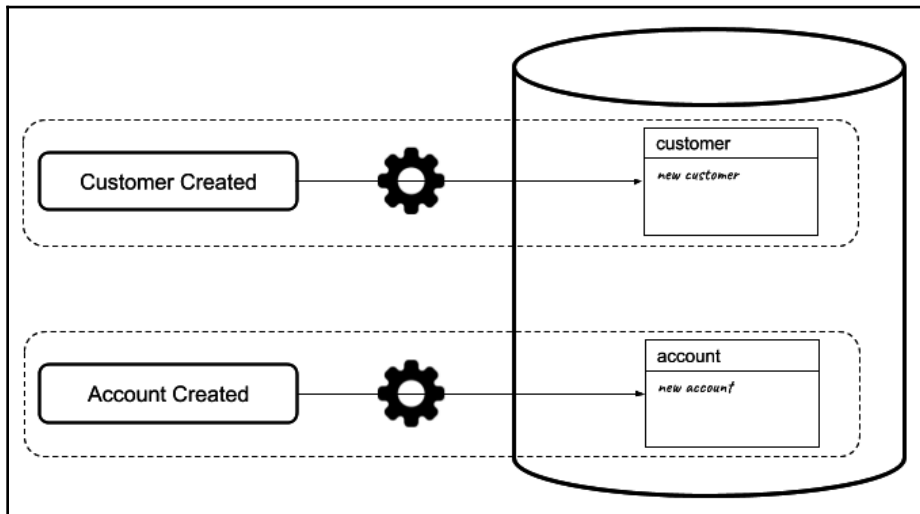 Customer Created
customer
new customer
Account Created
account
new account